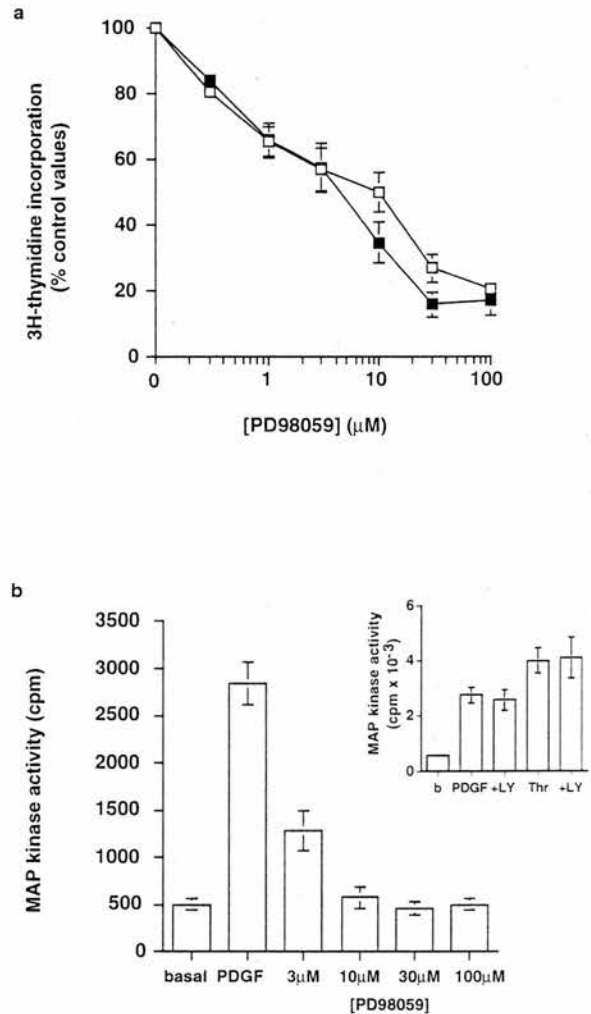 a
3H-thymidine incorporation
(% control values)
100
80
60
40
20
0
0 1 10 100
[PD98059] (µM)
b
MAP kinase activity (cpm)
3500
3000
2500
2000
1500
1000
500
0
basal PDGF 3µM 10µM 30µM 100µM
[PD98059]
MAP kinase activity
(cpm x 10-3)
6
4
2
0
b PDGF +LY Thr +LY